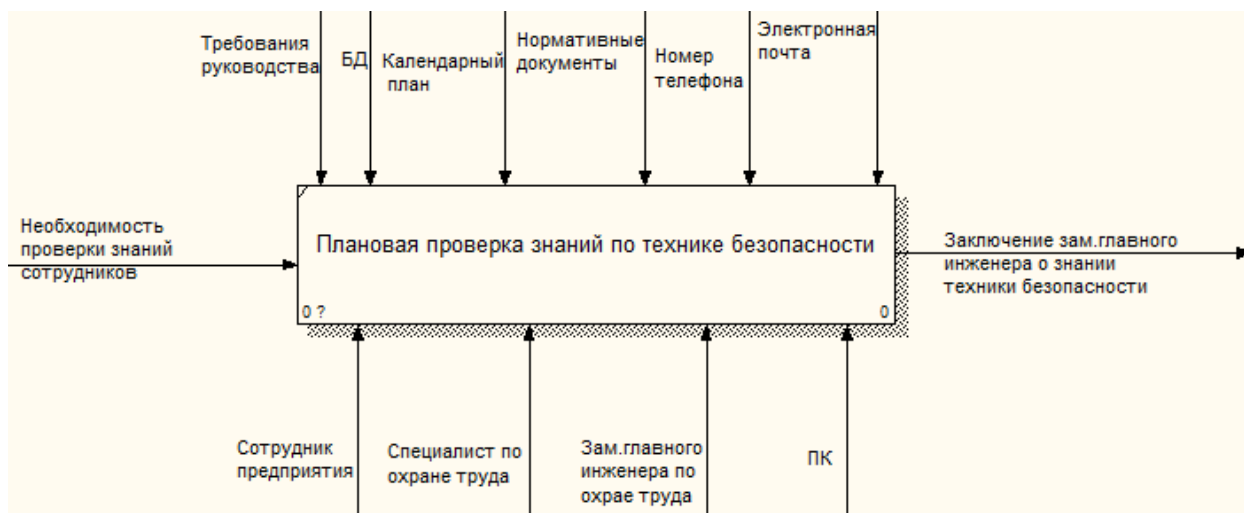 Требования
руководства
БД
Календарный
план
Нормативные
документы
Номер
телефона
Электронная
почта
Необходимость
проверки знаний
сотрудников
Плановая проверка знаний по технике безопасности
0 ?
0
Заключение зам.главного
инженера о знании
техники безопасности
Сотрудник
предприятия
Специалист по
охране труда
Зам.главного
инженера по
охрае труда
ПК